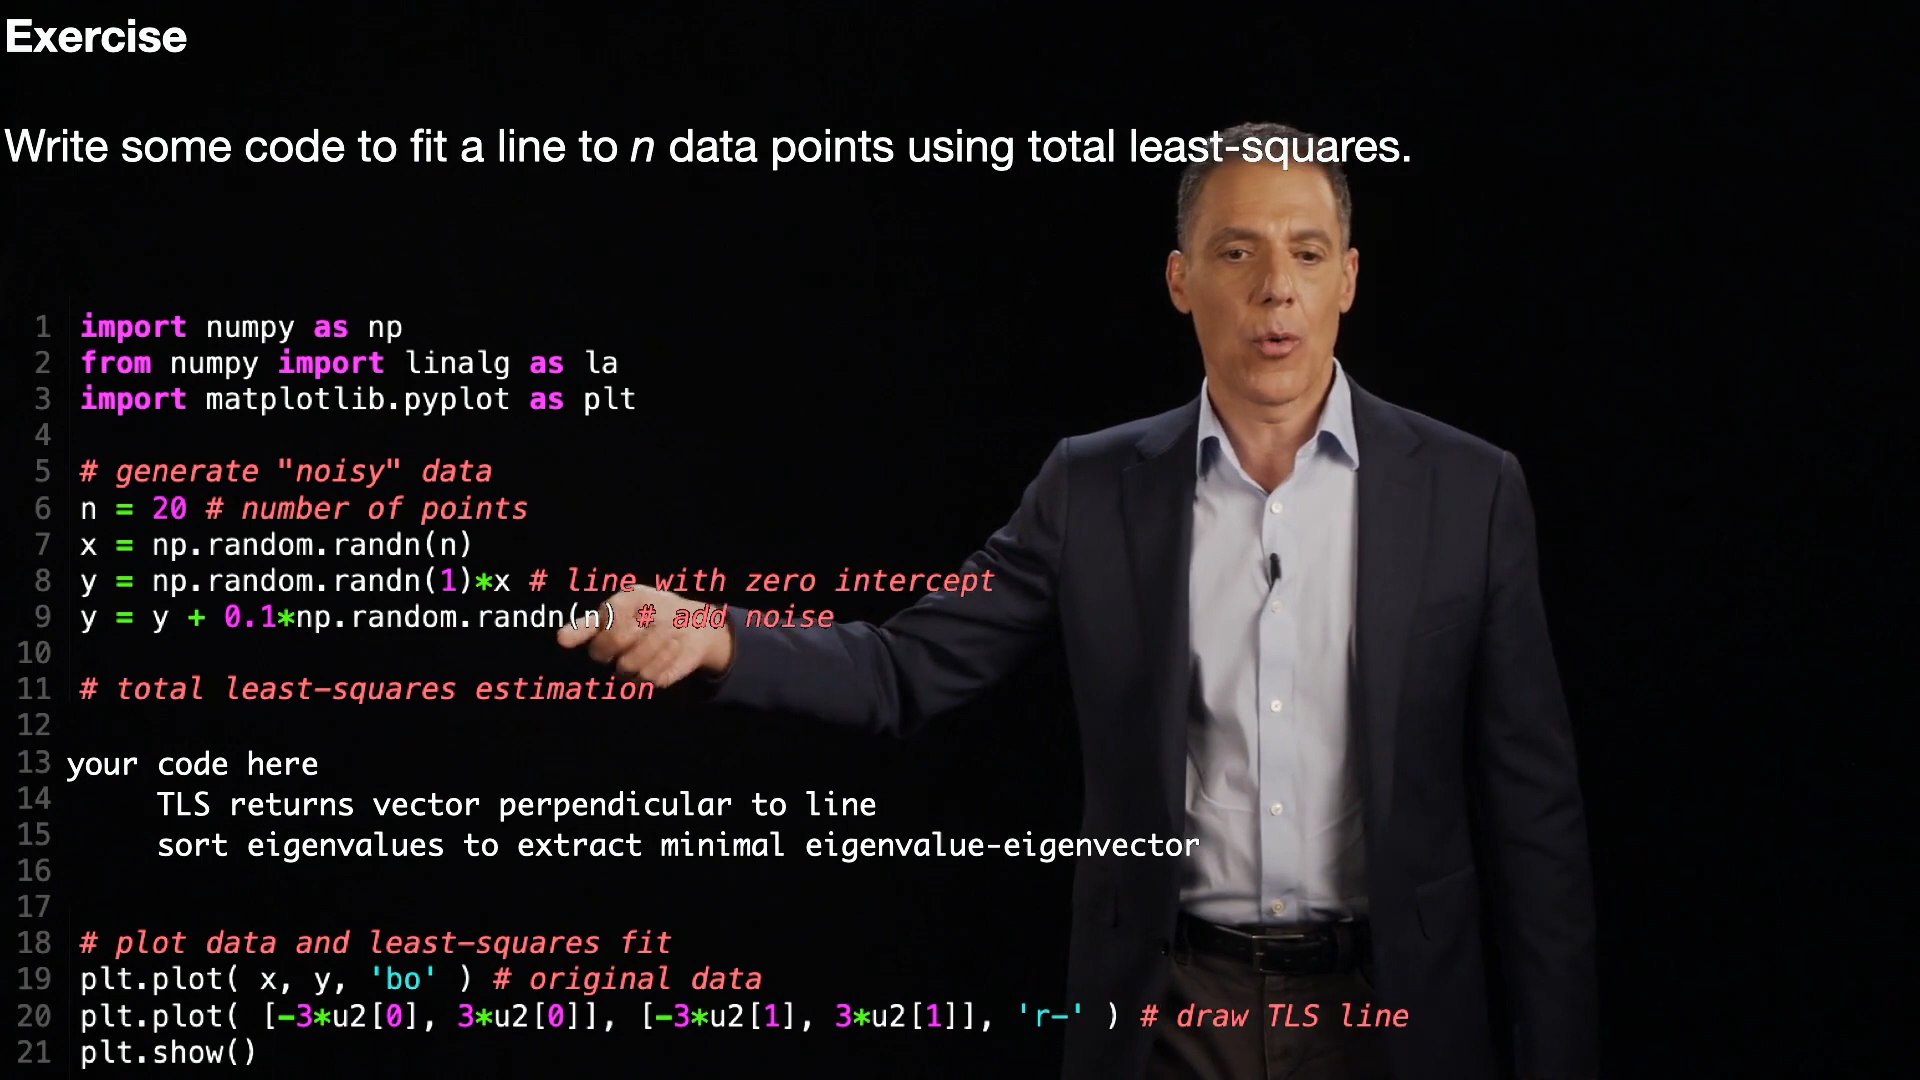 Exercise
Write some code to fit a line to n data points using total least-squares.
1 import numpy as np
2 from numpy import linalg as la
3 import matplotlib.pyplot as plt
4
5 # generate "noisy" data
6 n = 20 # number of points
7 x = np.random.randn(n)
8 y = np.random.randn(1)*x # line with zero intercept
9 y = y + 0.1*np.random.randn(n) # add noise
10
11 # total least-squares estimation
12
13 your code here
14 TLS returns vector perpendicular to line
15 sort eigenvalues to extract minimal eigenvalue-eigenvector
16
17
18 # plot data and least-squares fit
19 plt.plot( x, y, 'bo' ) # original data
20 plt.plot( [-3*u2[0], 3*u2[0]], [-3*u2[1], 3*u2[1]], 'r-' ) # draw TLS line
21 plt.show()